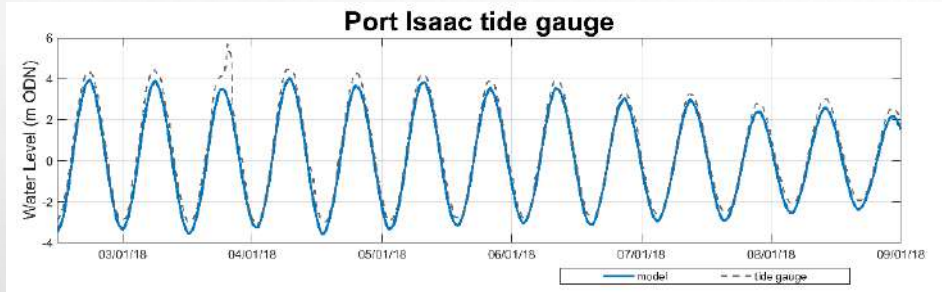 Port Isaac tide gauge
Water Level (m ODN)
6
4
2
0
-2
-4
03/01/18 04/01/18 05/01/18 06/01/18 07/01/18 08/01/18 09/01/18
model tide gauge